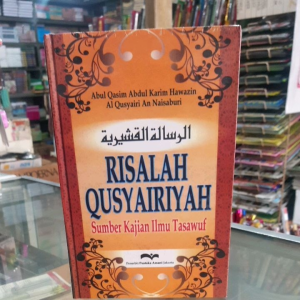 Abul Qasim Abdul Karim Hawazin
Al Qusyairi An Naisaburi
الرسالة القشيرية
RISALAH
QUSYAIRIYAH
Sumber Kajian Ilmu Tasawuf